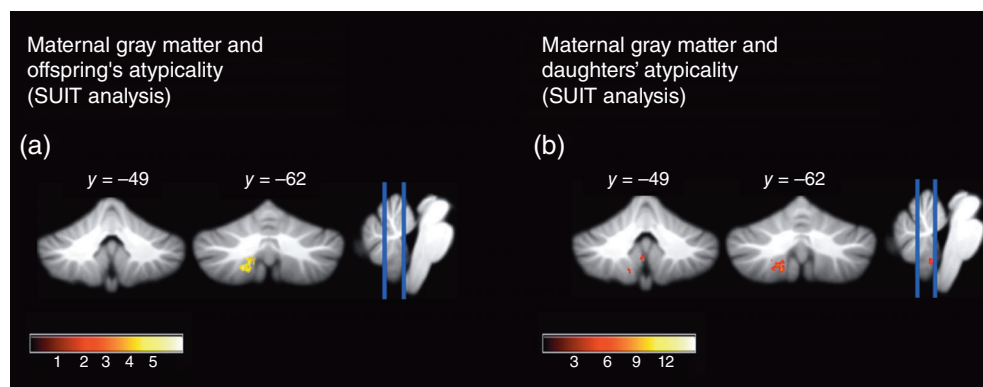 Maternal gray matter and
offspring's atypicality
(SUIT analysis)
(a)
y = –49
y = –62
1 2 3 4 5
Maternal gray matter and
daughters’ atypicality
(SUIT analysis)
(b)
y = –49
y = –62
3 6 9 12